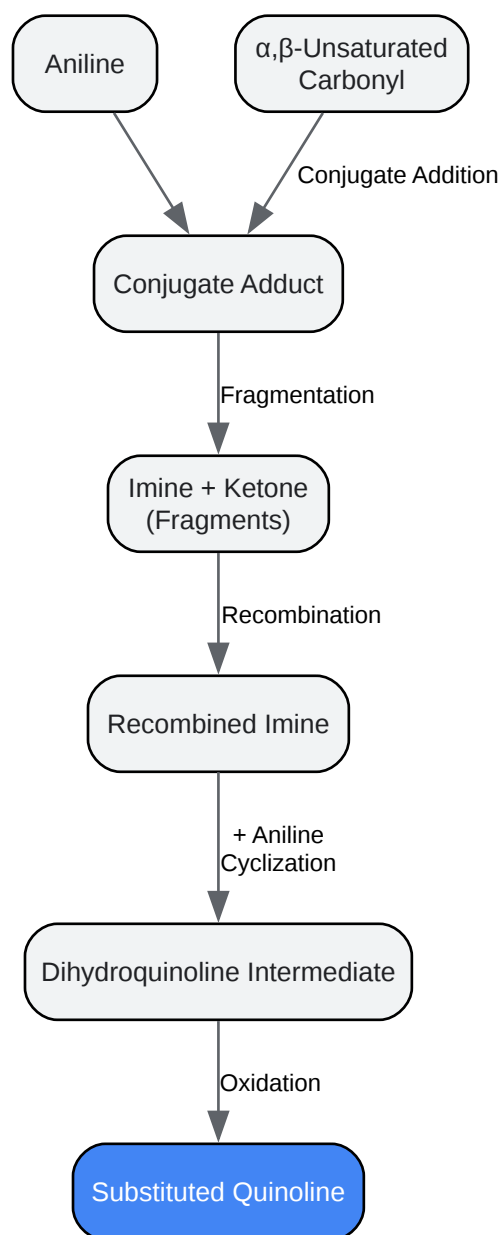 Aniline
α,β-Unsaturated
Carbonyl
Conjugate Addition
Conjugate Adduct
Fragmentation
Imine + Ketone
(Fragments)
Recombination
Recombined Imine
+ Aniline
Cyclization
Dihydroquinoline Intermediate
Oxidation
Substituted Quinoline